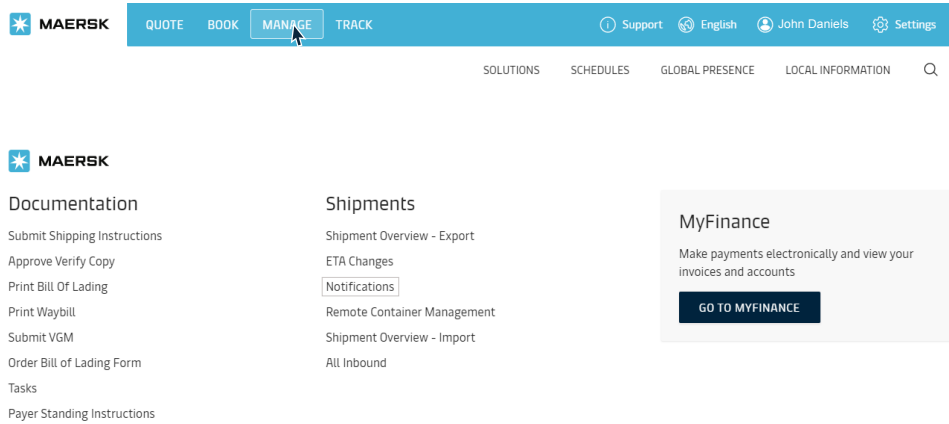 MAERSK QUOTE BOOK MANAGE TRACK Support English John Daniels Settings
SOLUTIONS SCHEDULES GLOBAL PRESENCE LOCAL INFORMATION
MAERSK
Documentation
Submit Shipping Instructions
Approve Verify Copy
Print Bill Of Lading
Print Waybill
Submit VGM
Order Bill of Lading Form
Tasks
Payer Standing Instructions
Shipments
Shipment Overview - Export
ETA Changes
Notifications
Remote Container Management
Shipment Overview - Import
All Inbound
MyFinance
Make payments electronically and view your
invoices and accounts
GO TO MYFINANCE